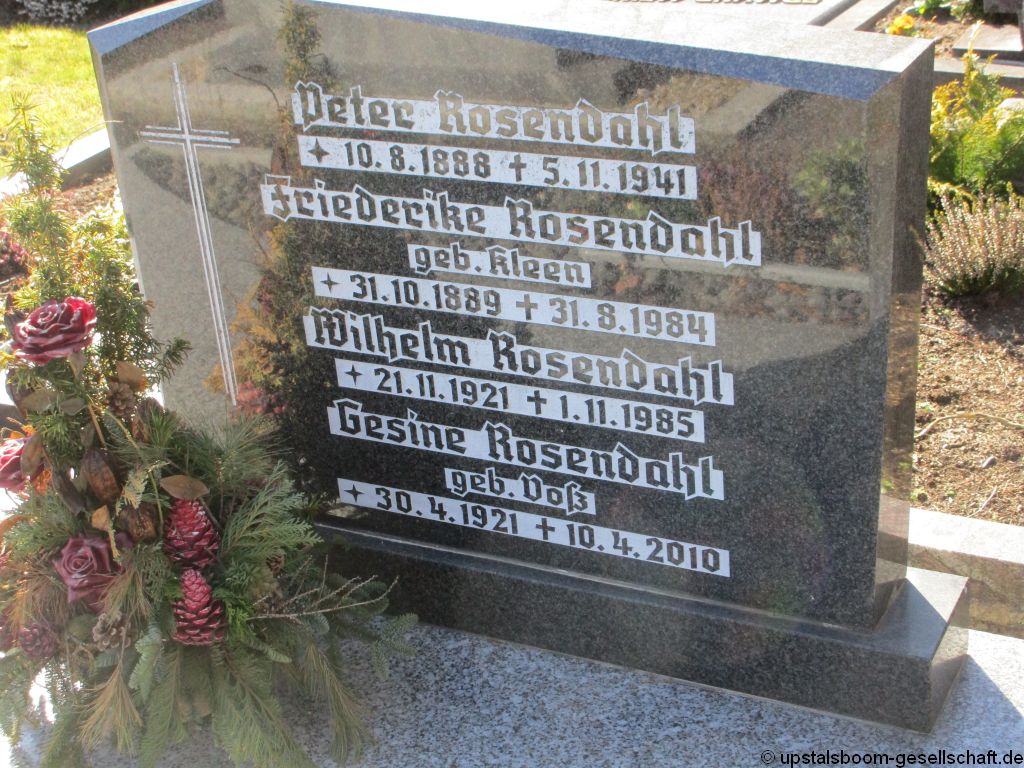 Peter Rosendahl
✦ 10.8.1888 ✝ 5.11.1941
Friederike Rosendahl
geb. Kleen
✦ 31.10.1889 ✝ 31.8.1984
Wilhelm Rosendahl
✦ 21.11.1921 ✝ 1.11.1985
Gesine Rosendahl
geb. Voß
✦ 30.4.1921 ✝ 10.4.2010
© upstalsboom-gesellschaft.de